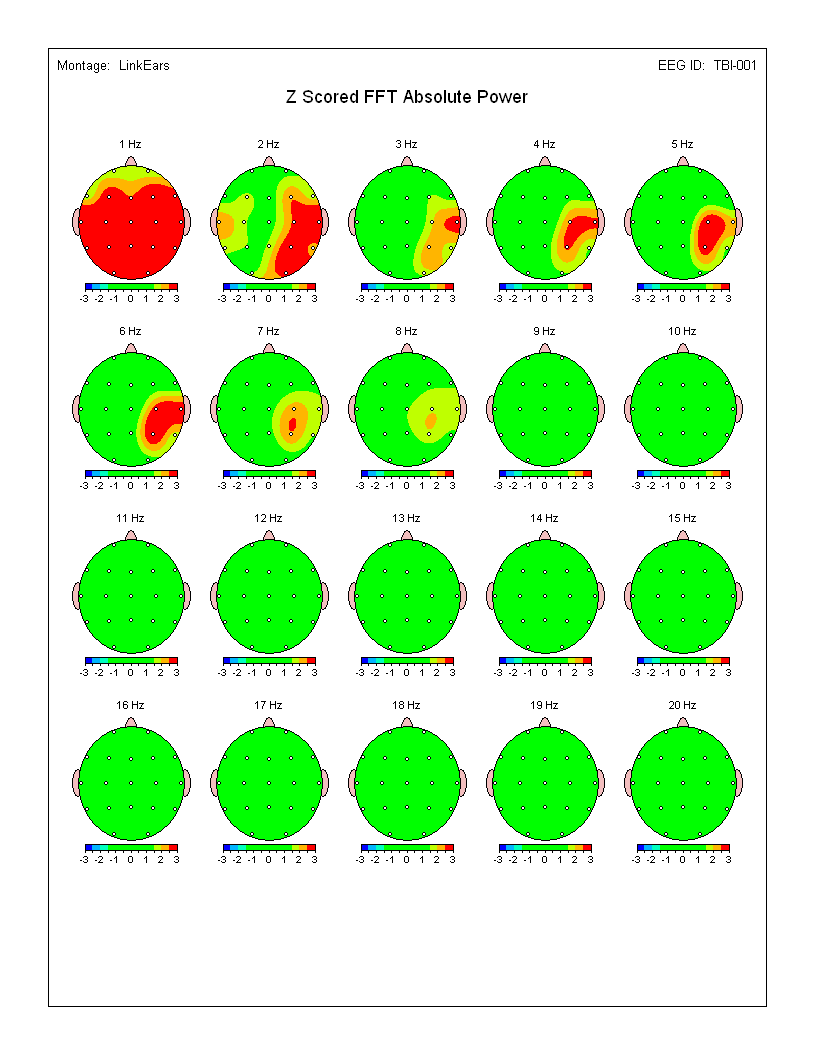 Montage: LinkEars EEG ID: TBI-001
Z Scored FFT Absolute Power
1 Hz 2 Hz 3 Hz 4 Hz 5 Hz
-3 -2 -1 0 1 2 3 -3 -2 -1 0 1 2 3 -3 -2 -1 0 1 2 3 -3 -2 -1 0 1 2 3 -3 -2 -1 0 1 2 3
6 Hz 7 Hz 8 Hz 9 Hz 10 Hz
-3 -2 -1 0 1 2 3 -3 -2 -1 0 1 2 3 -3 -2 -1 0 1 2 3 -3 -2 -1 0 1 2 3 -3 -2 -1 0 1 2 3
11 Hz 12 Hz 13 Hz 14 Hz 15 Hz
-3 -2 -1 0 1 2 3 -3 -2 -1 0 1 2 3 -3 -2 -1 0 1 2 3 -3 -2 -1 0 1 2 3 -3 -2 -1 0 1 2 3
16 Hz 17 Hz 18 Hz 19 Hz 20 Hz
-3 -2 -1 0 1 2 3 -3 -2 -1 0 1 2 3 -3 -2 -1 0 1 2 3 -3 -2 -1 0 1 2 3 -3 -2 -1 0 1 2 3